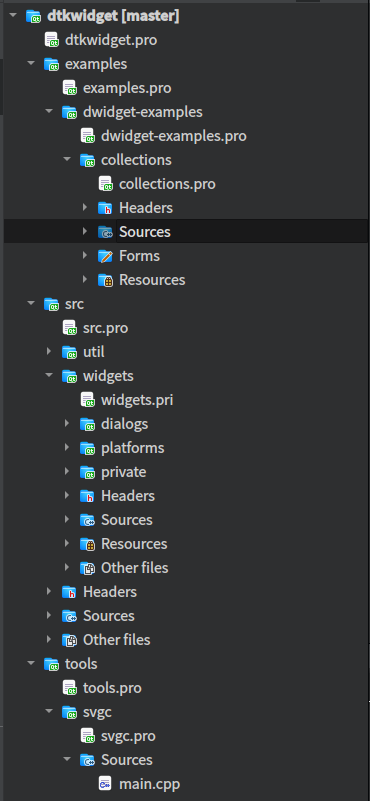 dtkwidget [master]
dtkwidget.pro
examples
examples.pro
dwidget-examples
dwidget-examples.pro
collections
collections.pro
Headers
Sources
Forms
Resources
src
src.pro
util
widgets
widgets.pri
dialogs
platforms
private
Headers
Sources
Resources
Other files
Headers
Sources
Other files
tools
tools.pro
svgc
svgc.pro
Sources
main.cpp